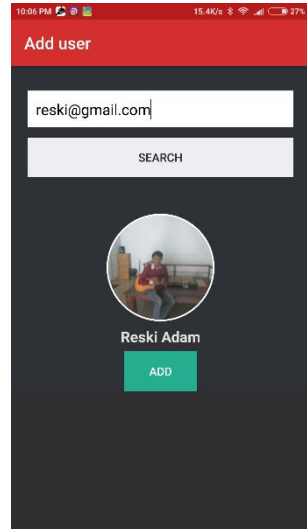 10:06 PM 15.4K/s 27%
Add user
reski@gmail.com
SEARCH
Reski Adam
ADD